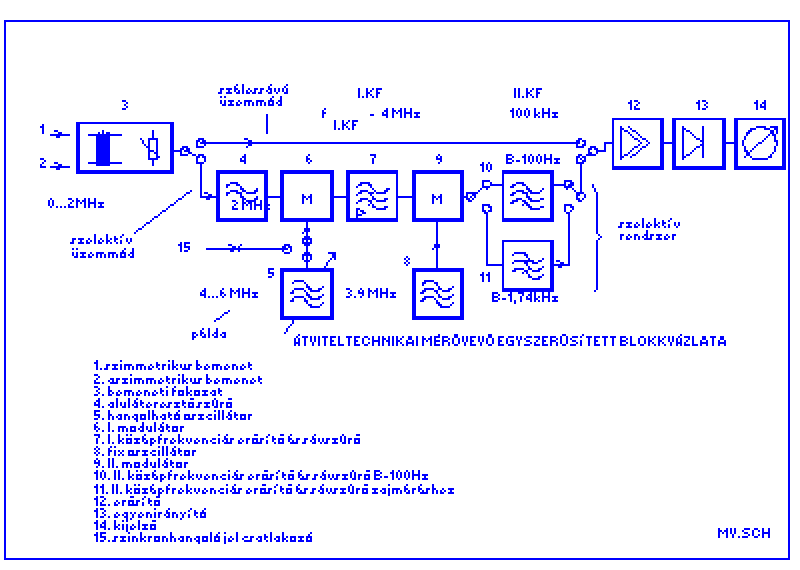 szélessávú
üzemmód
I.KF
f - 4 MHz
I.KF
II.KF
100 kHz
3
12
13
14
1
2
4
6
7
9
10
B-100Hz
0...2MHz
2MHz
M
M
szelektív
üzemmód
15
5
8
11
szelektív
rendszer
4...6 MHz
3.9 MHz
B-1,74kHz
példa
ÁTVITELTECHNIKAI MÉRŐVEVŐ EGYSZERŰSÍTETT BLOKKVÁZLATA
1. szimmetrikus bemenet
2. aszimmetrikus bemenet
3. bemeneti fokozat
4. aluláteresztő szűrő
5. hangolható oszcillátor
6. I. modulátor
7. I. középfrekvenciás erősítő és sávszűrő
8. fix oszcillátor
9. II. modulátor
10. II. középfrekvenciás erősítő és sávszűrő B-100Hz
11. II. középfrekvenciás erősítő és sávszűrő zajméréshez
12. erősítő
13. egyenirányító
14. kijelző
15. szinkronhangoló jel csatlakozó
MV.SCH